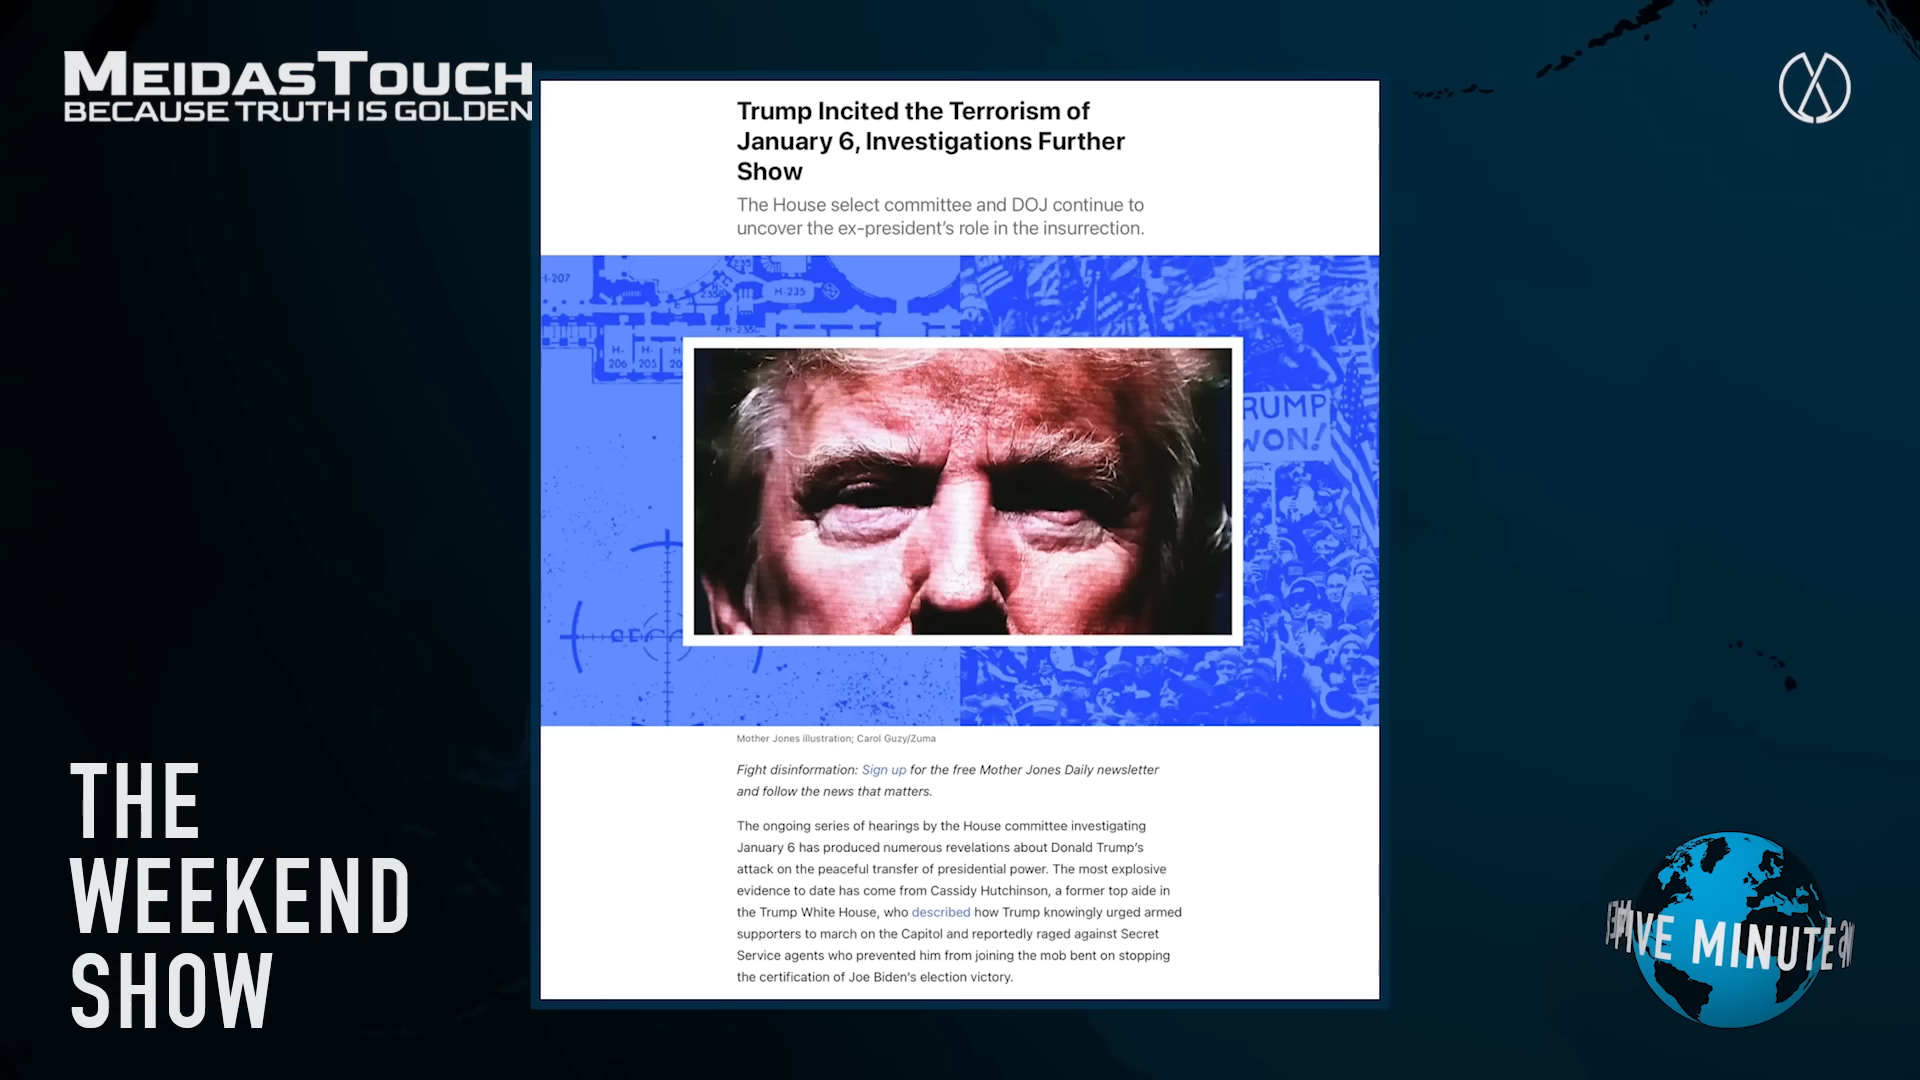 MEIDASTOUCH
BECAUSE TRUTH IS GOLDEN
Trump Incited the Terrorism of
January 6, Investigations Further
Show
The House select committee and DOJ continue to
uncover the ex-president's role in the insurrection.
H-207
235
H-235
H-235C
H-
206
H-
205
20
RUMP
WON!
Mother Jones illustration; Carol Guzy/Zuma
Fight disinformation: Sign up for the free Mother Jones Daily newsletter
and follow the news that matters.
The ongoing series of hearings by the House committee investigating
January 6 has produced numerous revelations about Donald Trump's
attack on the peaceful transfer of presidential power. The most explosive
evidence to date has come from Cassidy Hutchinson, a former top aide in
the Trump White House, who described how Trump knowingly urged armed
supporters to march on the Capitol and reportedly raged against Secret
Service agents who prevented him from joining the mob bent on stopping
the certification of Joe Biden's election victory.
THE
WEEKEND
SHOW
FIVE MINUTE